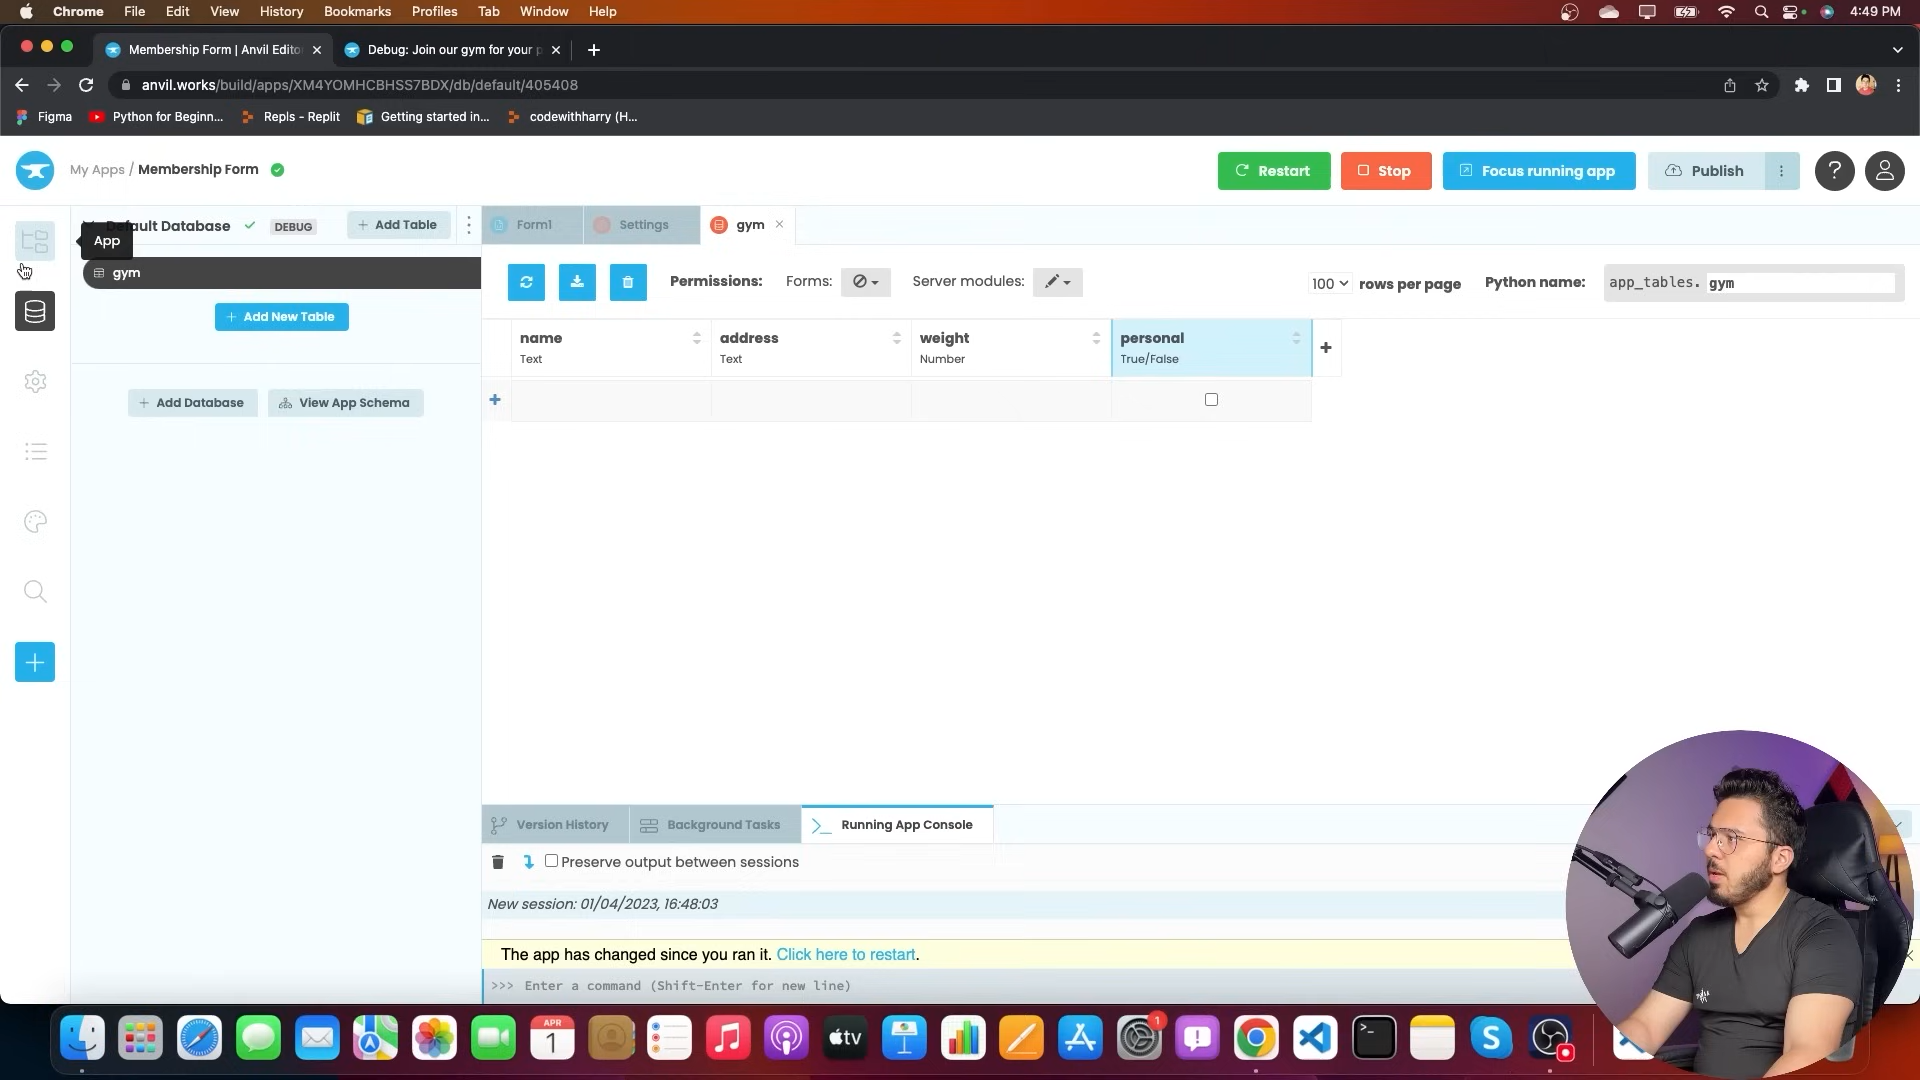 Chrome File Edit View History Bookmarks Profiles Tab Window Help 4:49 PM
Membership Form | Anvil Edito Debug: Join our gym for your p
anvil.works/build/apps/XM4YOMHCBHSS7BDX/db/default/405408
Figma Python for Beginn... Repls - Replit Getting started in... codewithharry (H...
My Apps / Membership Form Restart Stop Focus running app Publish ?
Default Database DEBUG + Add Table Form1 Settings gym
App
gym
Permissions: Forms: Server modules: 100 rows per page Python name: app_tables. gym
+ Add New Table
name address weight personal
Text Text Number True/False
+ Add Database View App Schema
Version History Background Tasks Running App Console
Preserve output between sessions
New session: 01/04/2023, 16:48:03
The app has changed since you ran it. Click here to restart.
>>> Enter a command (Shift-Enter for new line)
APR
1
tv
1